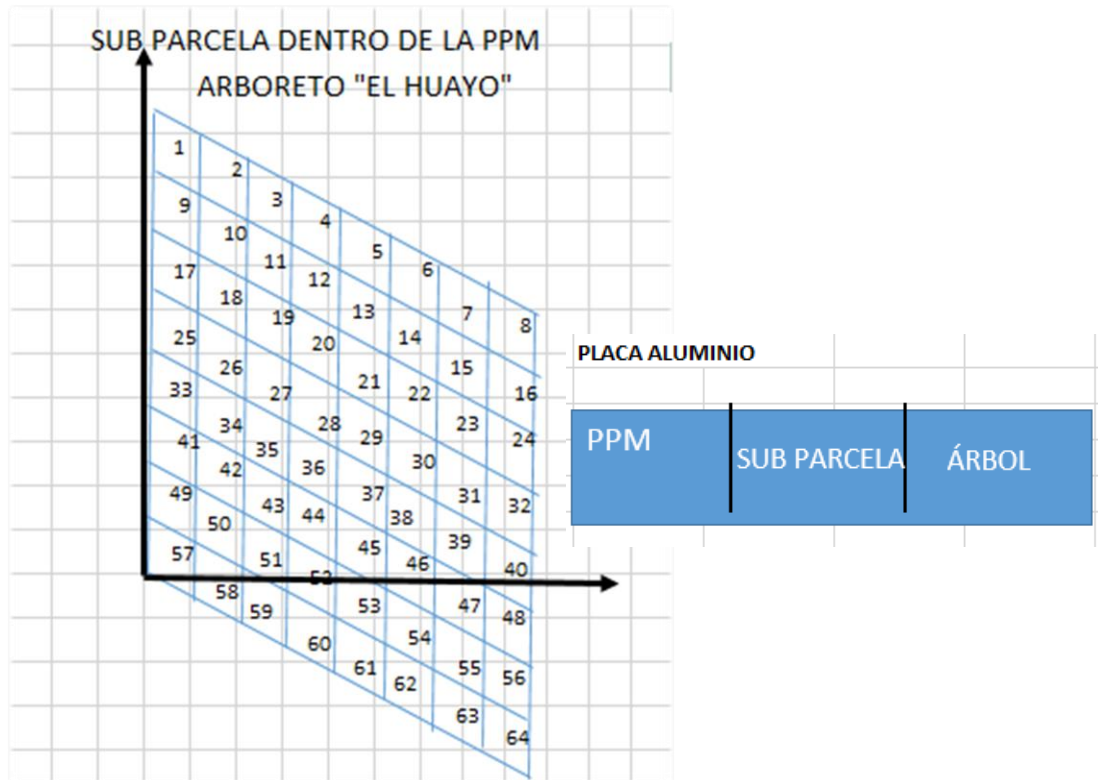 SUB PARCELA DENTRO DE LA PPM
ARBORETO "EL HUAYO"
1 2 3 4 5 6 7 8
9 10 11 12 13 14 15 16
17 18 19 20 21 22 23 24
25 26 27 28 29 30 31 32
33 34 35 36 37 38 39 40
41 42 43 44 45 46 47 48
49 50 51 52 53 54 55 56
57 58 59 60 61 62 63 64
PLACA ALUMINIO
PPM SUB PARCELA ÁRBOL